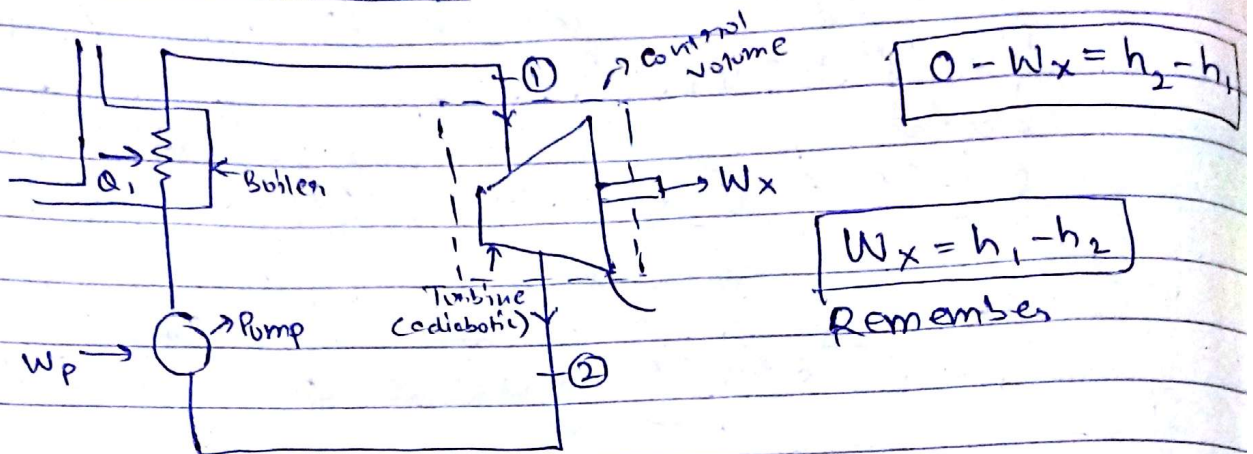 ①
control
volume
0 - Wx = h₂ - h₁
Q₁
Boiler
Wx
Wx = h₁ - h₂
Remember
Turbine
(adiabatic)
Pump
Wp
②